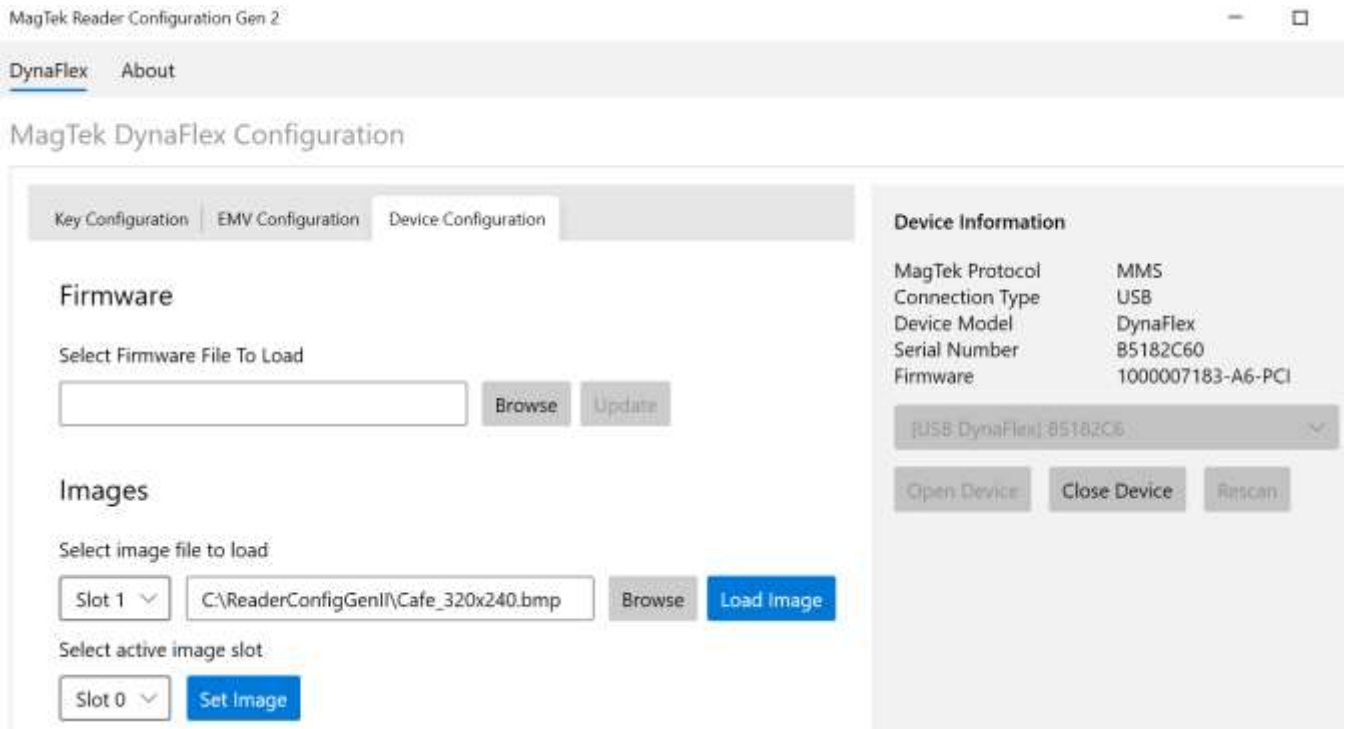 MagTek Reader Configuration Gen 2
DynaFlex About
MagTek DynaFlex Configuration
Key Configuration EMV Configuration Device Configuration
Firmware
Select Firmware File To Load
Browse Update
Images
Select image file to load
Slot 1 C:\ReaderConfigGenII\Cafe_320x240.bmp Browse Load Image
Select active image slot
Slot 0 Set Image
Device Information
MagTek Protocol MMS
Connection Type USB
Device Model DynaFlex
Serial Number B5182C60
Firmware 1000007183-A6-PCI
[USB DynaFlex] B5182C6
Open Device Close Device Rescan